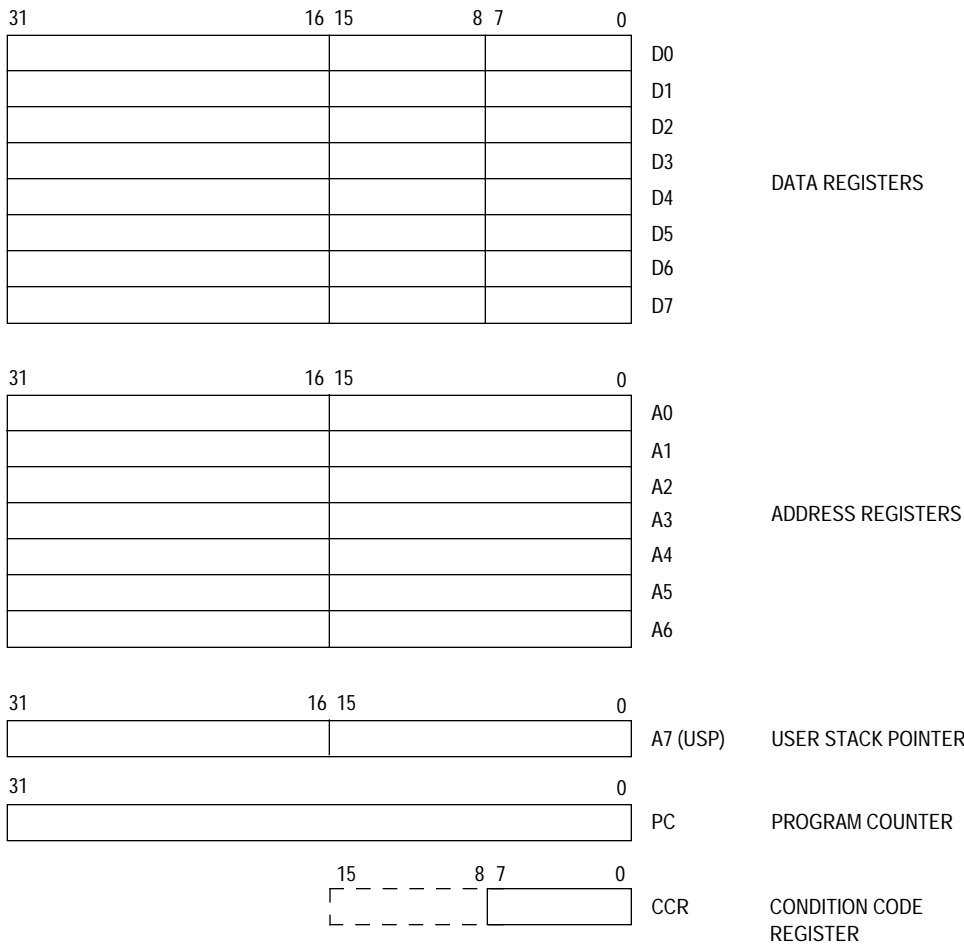 31 16 15 8 7 0
D0
D1
D2
D3
D4
D5
D6
D7
DATA REGISTERS
31 16 15 0
A0
A1
A2
A3
A4
A5
A6
ADDRESS REGISTERS
31 16 15 0
A7 (USP) USER STACK POINTER
31 0
PC PROGRAM COUNTER
15 8 7 0
CCR CONDITION CODE
REGISTER